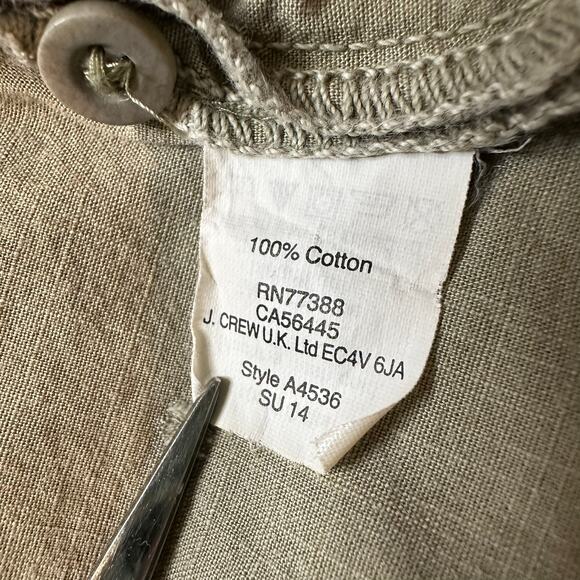 100% Cotton
RN77388
CA56445
J. CREW U.K. Ltd EC4V 6JA
Style A4536
SU 14